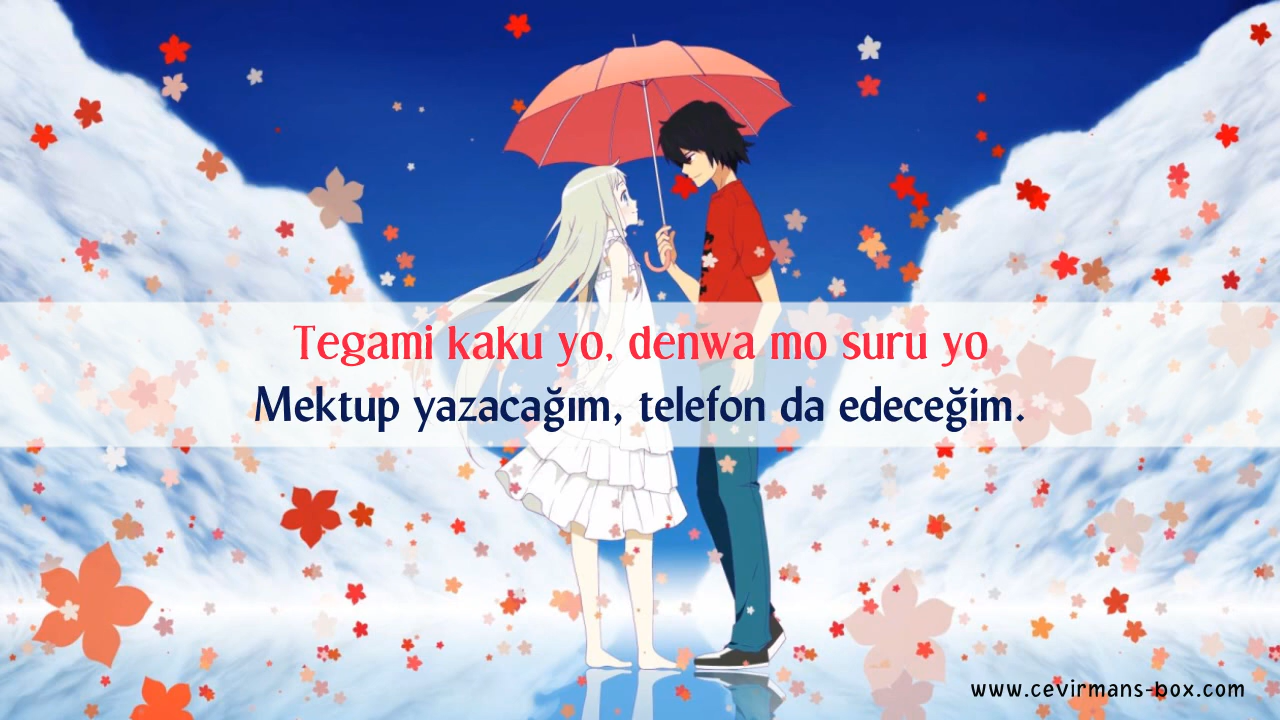 Tegami kaku yo, denwa mo suru yo
Mektup yazacağım, telefon da edeceğim.
www.cevirmans-box.com